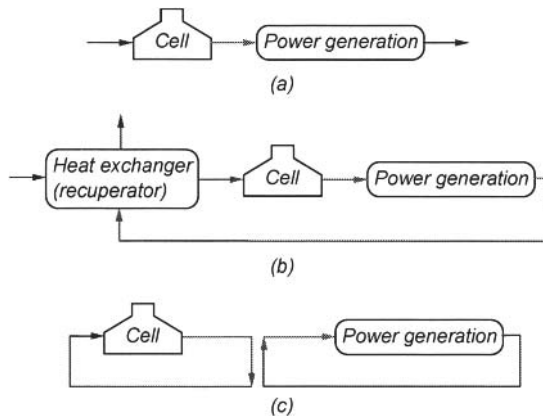 Cell
Power generation
(a)
Heat exchanger
(recuperator)
Cell
Power generation
(b)
Cell
Power generation
(c)